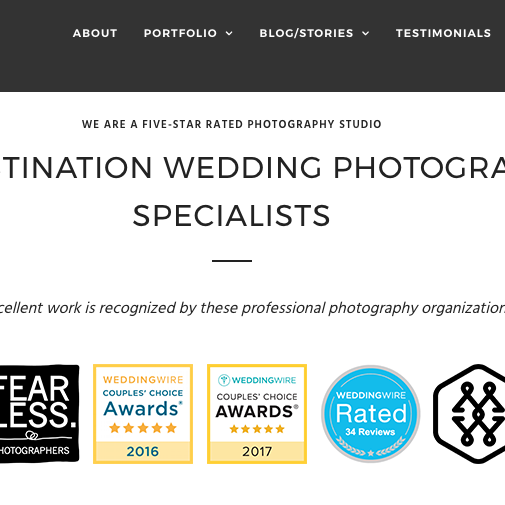 ABOUT PORTFOLIO BLOG/STORIES TESTIMONIALS
WE ARE A FIVE-STAR RATED PHOTOGRAPHY STUDIO
STINATION WEDDING PHOTOGRA
SPECIALISTS
cellent work is recognized by these professional photography organization
FEAR
LESS.
HOTOGRAPHERS
WEDDINGWIRE
COUPLES' CHOICE
Awards®
2016
WEDDINGWIRE
COUPLES' CHOICE
AWARDS®
2017
WEDDINGWIRE
Rated
34 Reviews